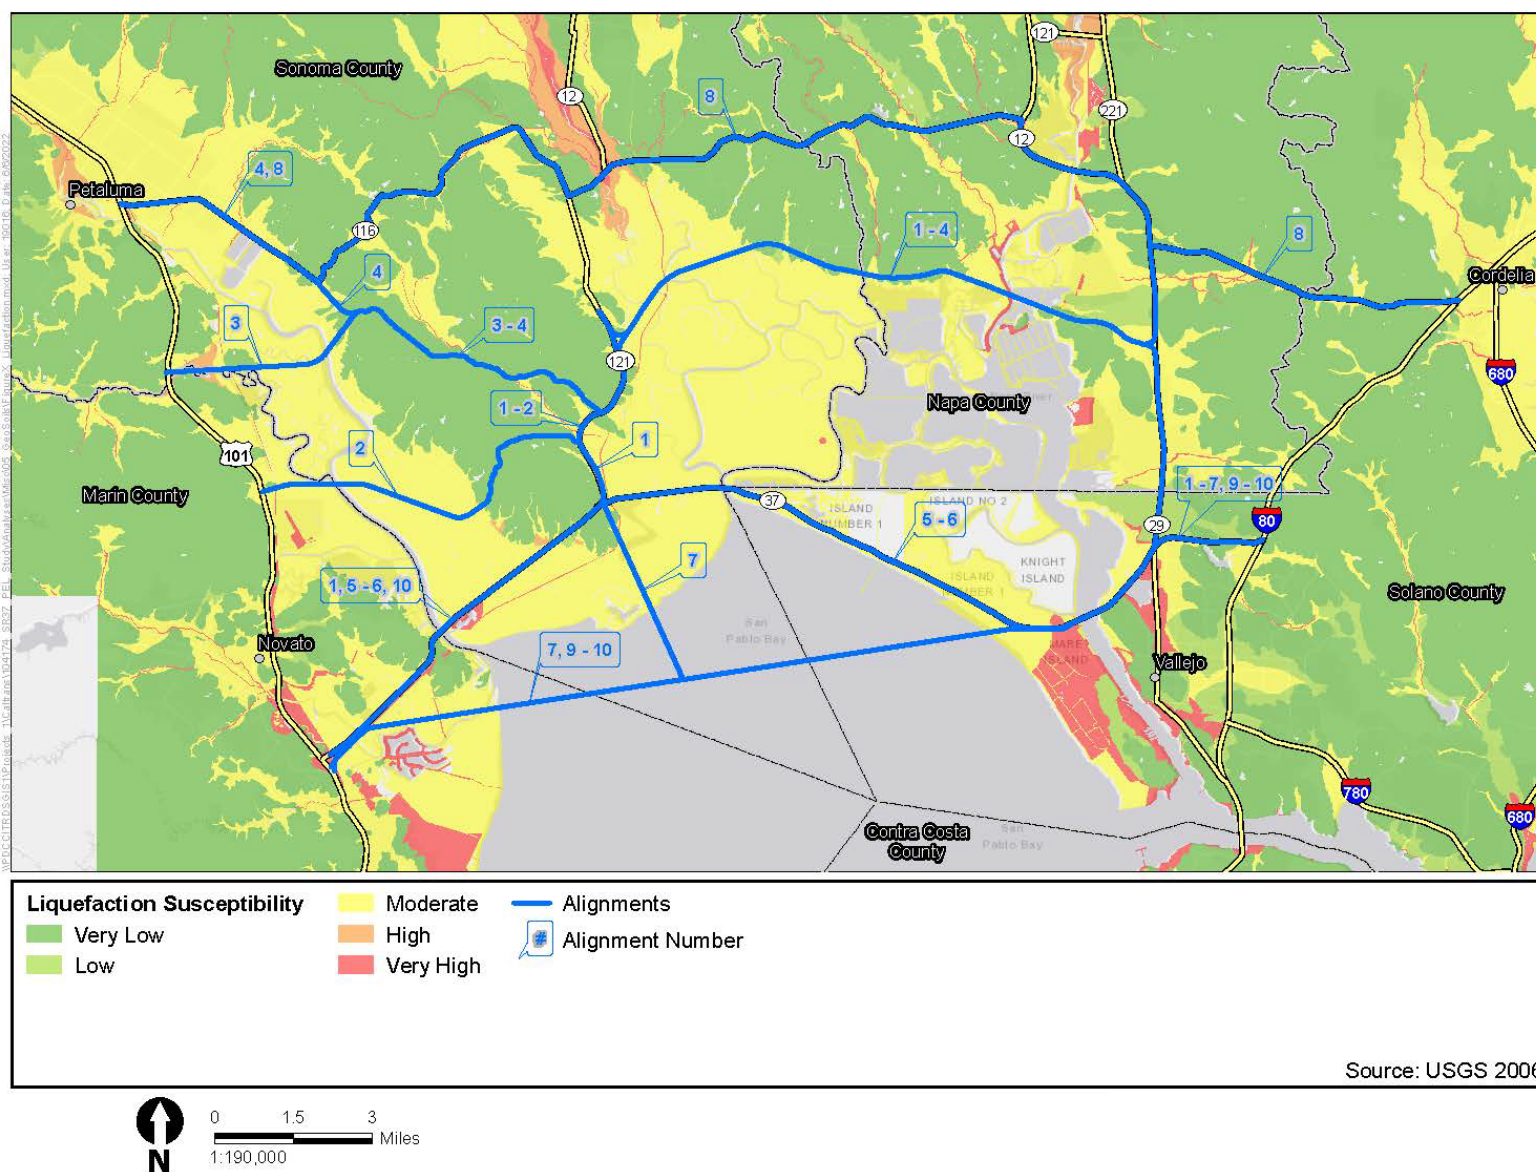 Sonoma County
121
12
8
221
12
4, 8
Petaluma
116
1 - 4
8
4
Cordelia
3
3 - 4
121
680
1 - 2
Napa County
1
2
101
Marin County
1 - 7, 9 - 10
37
ISLAND
NUMBER 1
ISLAND NO 2
5 - 6
29
80
7
KNIGHT
ISLAND
1, 5 - 6, 10
Solano County
San
Pablo Bay
Novato
7, 9 - 10
MARE
ISLAND
Vallejo
780
680
Contra Costa
County
San
Pablo Bay
Liquefaction Susceptibility
Very Low
Low
Moderate
High
Very High
Alignments
# Alignment Number
Source: USGS 2006
0 1.5 3
Miles
1:190,000
N